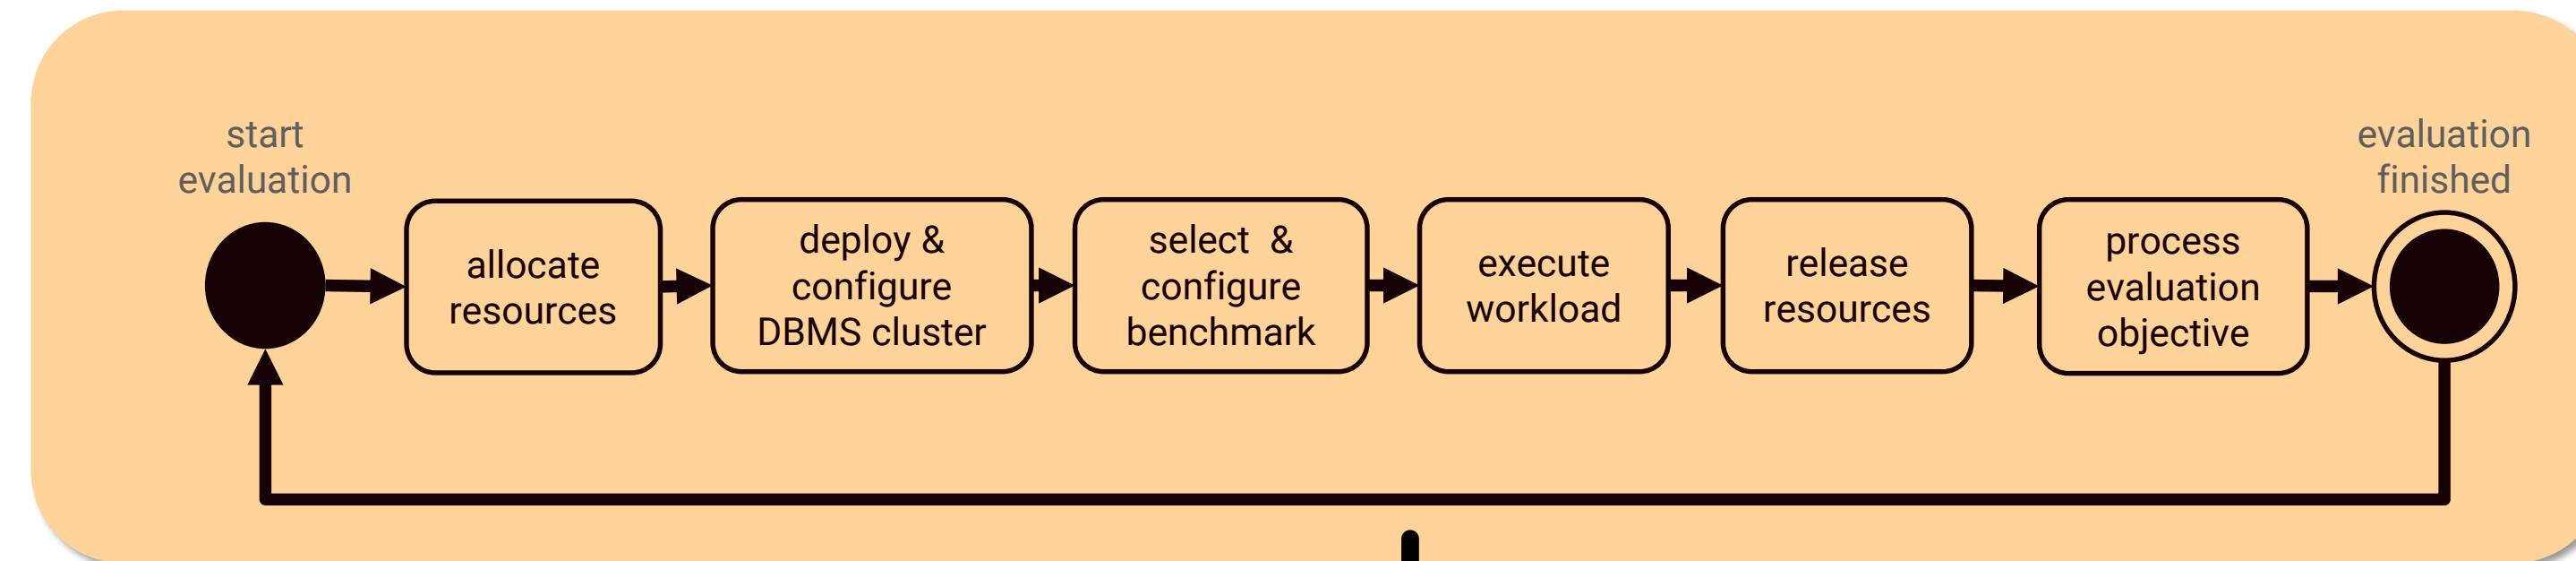 start
evaluation
allocate
resources
deploy &
configure
DBMS cluster
select  &
configure
benchmark
execute
workload
release
resources
process
evaluation
objective
evaluation
finished